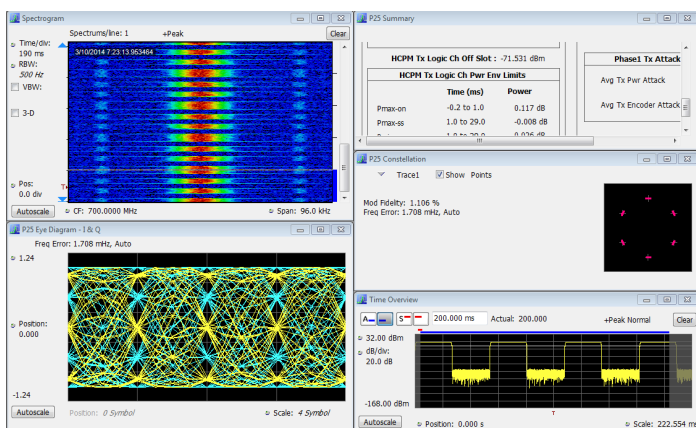 Spectrogram
Spectrums/line: 1
+Peak
Clear
Time/div:
190 ms
RBW:
500 Hz
VBW:
3-D
Pos:
0.0 div
3/10/2014 7:23:13.953464
T
Autoscale
CF: 700.0000 MHz
Span: 96.0 kHz
P25 Summary
HCPM Tx Logic Ch Off Slot : -71.531 dBm
HCPM Tx Logic Ch Pwr Env Limits
Time (ms) Power
Pmax-on -0.2 to 1.0 0.117 dB
Pmax-ss 1.0 to 29.0 -0.008 dB
1.0 to 29.0 0.026 dB
Phase1 Tx Attack
Avg Tx Pwr Attack
Avg Tx Encoder Attack
P25 Constellation
Trace1 Show Points
Mod Fidelity: 1.106 %
Freq Error: 1.708 mHz, Auto
P25 Eye Diagram - I & Q
Freq Error: 1.708 mHz, Auto
1.24
Position:
0.000
-1.24
Autoscale
Position: 0 Symbol
Scale: 4 Symbol
Time Overview
A
S
200.000 ms
Actual: 200.000
+Peak Normal
Clear
32.00 dBm
dB/div:
20.0 dB
-168.00 dBm
T
Autoscale
Position: 0.000 s
Scale: 222.554 ms